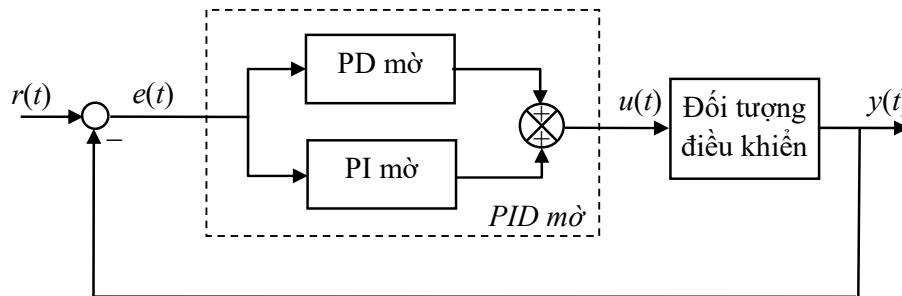 PD mờ
r(t)
e(t)
u(t)
Đối tượng
điều khiển
y(t)
+
+
−
PI mờ
PID mờ